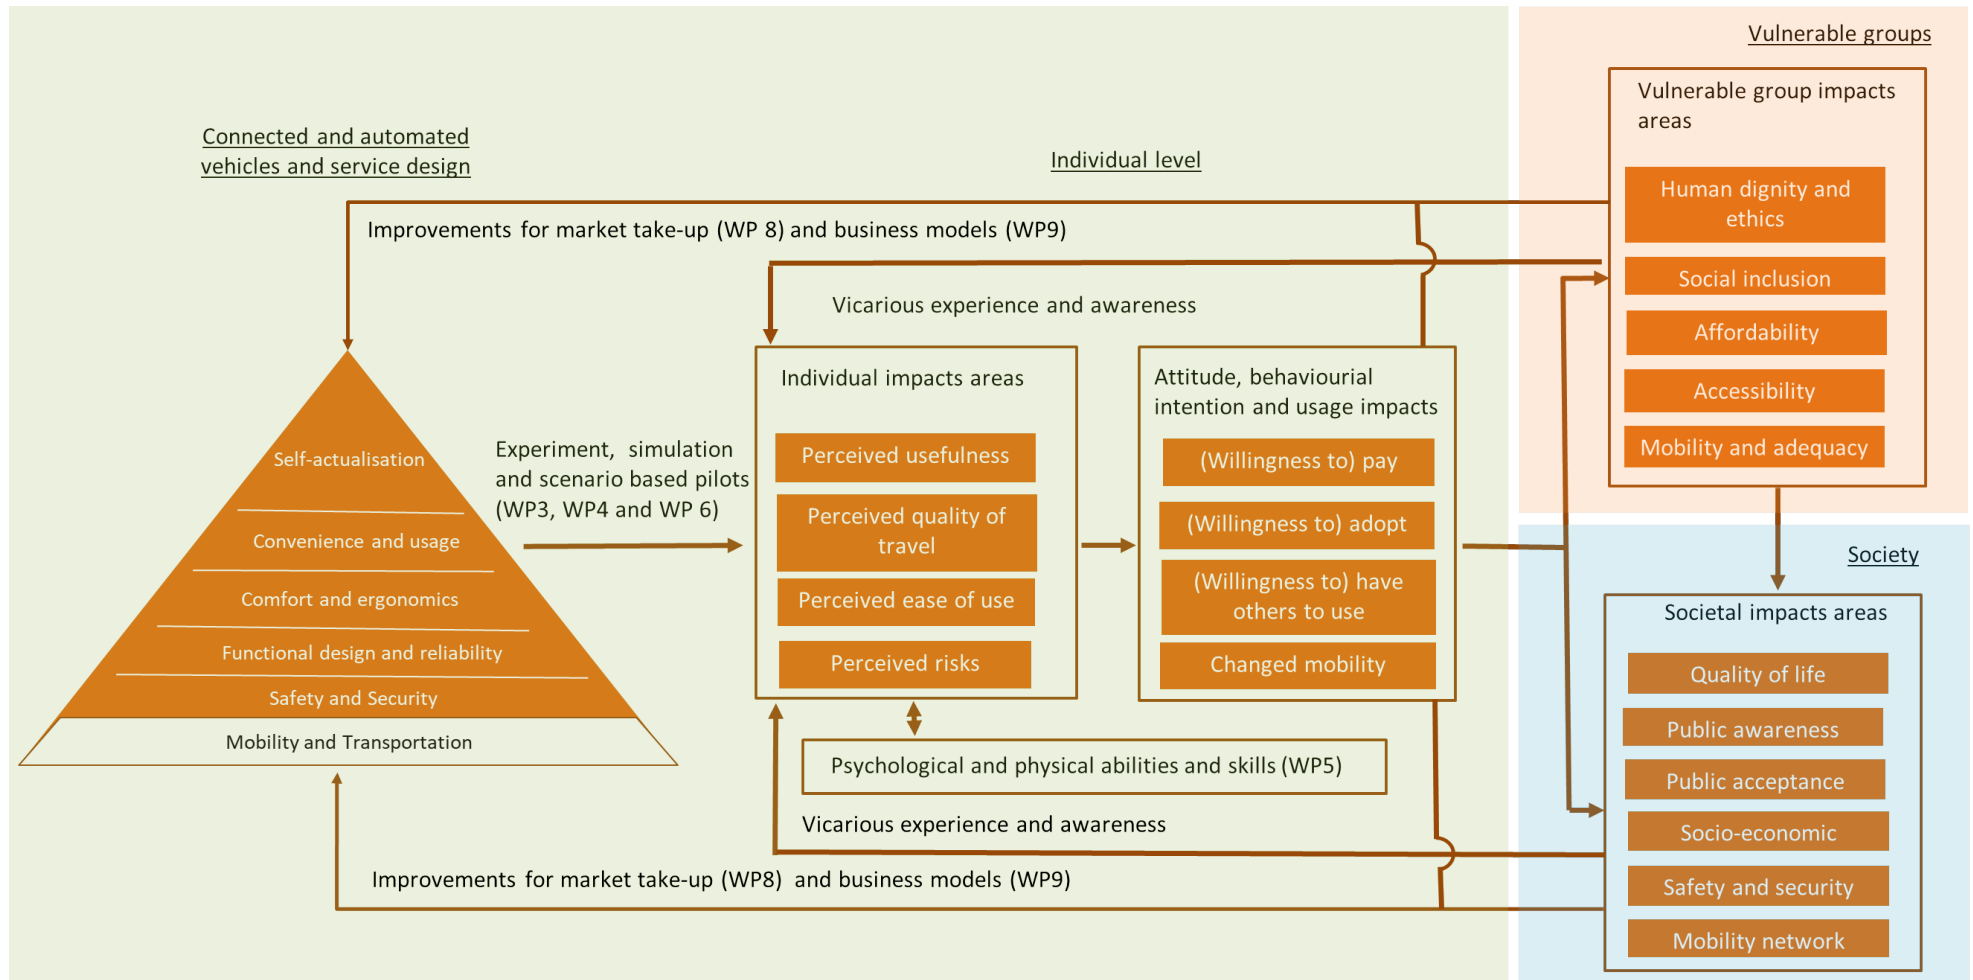 Connected and automated
vehicles and service design
Individual level
Vulnerable groups
Improvements for market take-up (WP 8) and business models (WP9)
Vicarious experience and awareness
Self-actualisation
Convenience and usage
Comfort and ergonomics
Functional design and reliability
Safety and Security
Mobility and Transportation
Experiment, simulation
and scenario based pilots
(WP3, WP4 and WP 6)
Individual impacts areas
Perceived usefulness
Perceived quality of
travel
Perceived ease of use
Perceived risks
Attitude, behaviourial
intention and usage impacts
(Willingness to) pay
(Willingness to) adopt
(Willingness to) have
others to use
Changed mobility
Psychological and physical abilities and skills (WP5)
Vicarious experience and awareness
Improvements for market take-up (WP8) and business models (WP9)
Vulnerable group impacts
areas
Human dignity and
ethics
Social inclusion
Affordability
Accessibility
Mobility and adequacy
Society
Societal impacts areas
Quality of life
Public awareness
Public acceptance
Socio-economic
Safety and security
Mobility network